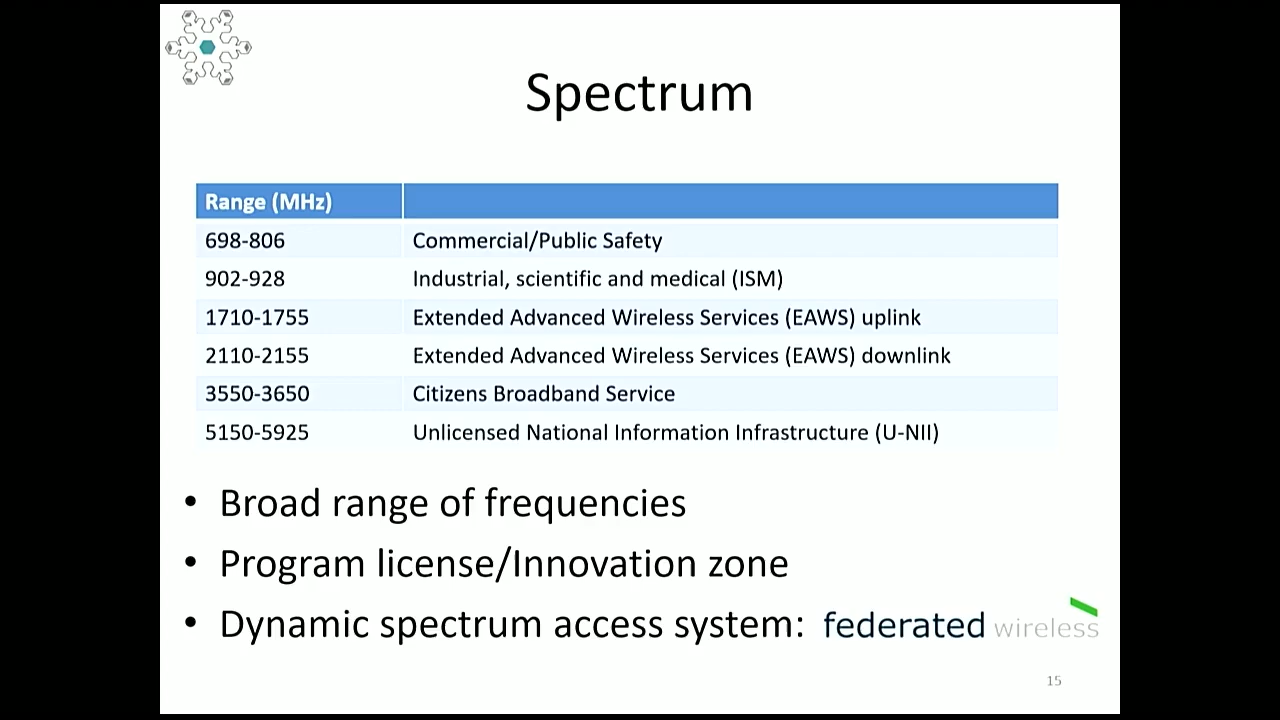 Spectrum
Range (MHz)
698-806 Commercial/Public Safety
902-928 Industrial, scientific and medical (ISM)
1710-1755 Extended Advanced Wireless Services (EAWS) uplink
2110-2155 Extended Advanced Wireless Services (EAWS) downlink
3550-3650 Citizens Broadband Service
5150-5925 Unlicensed National Information Infrastructure (U-NII)
• Broad range of frequencies
• Program license/Innovation zone
• Dynamic spectrum access system: federated wireless
15